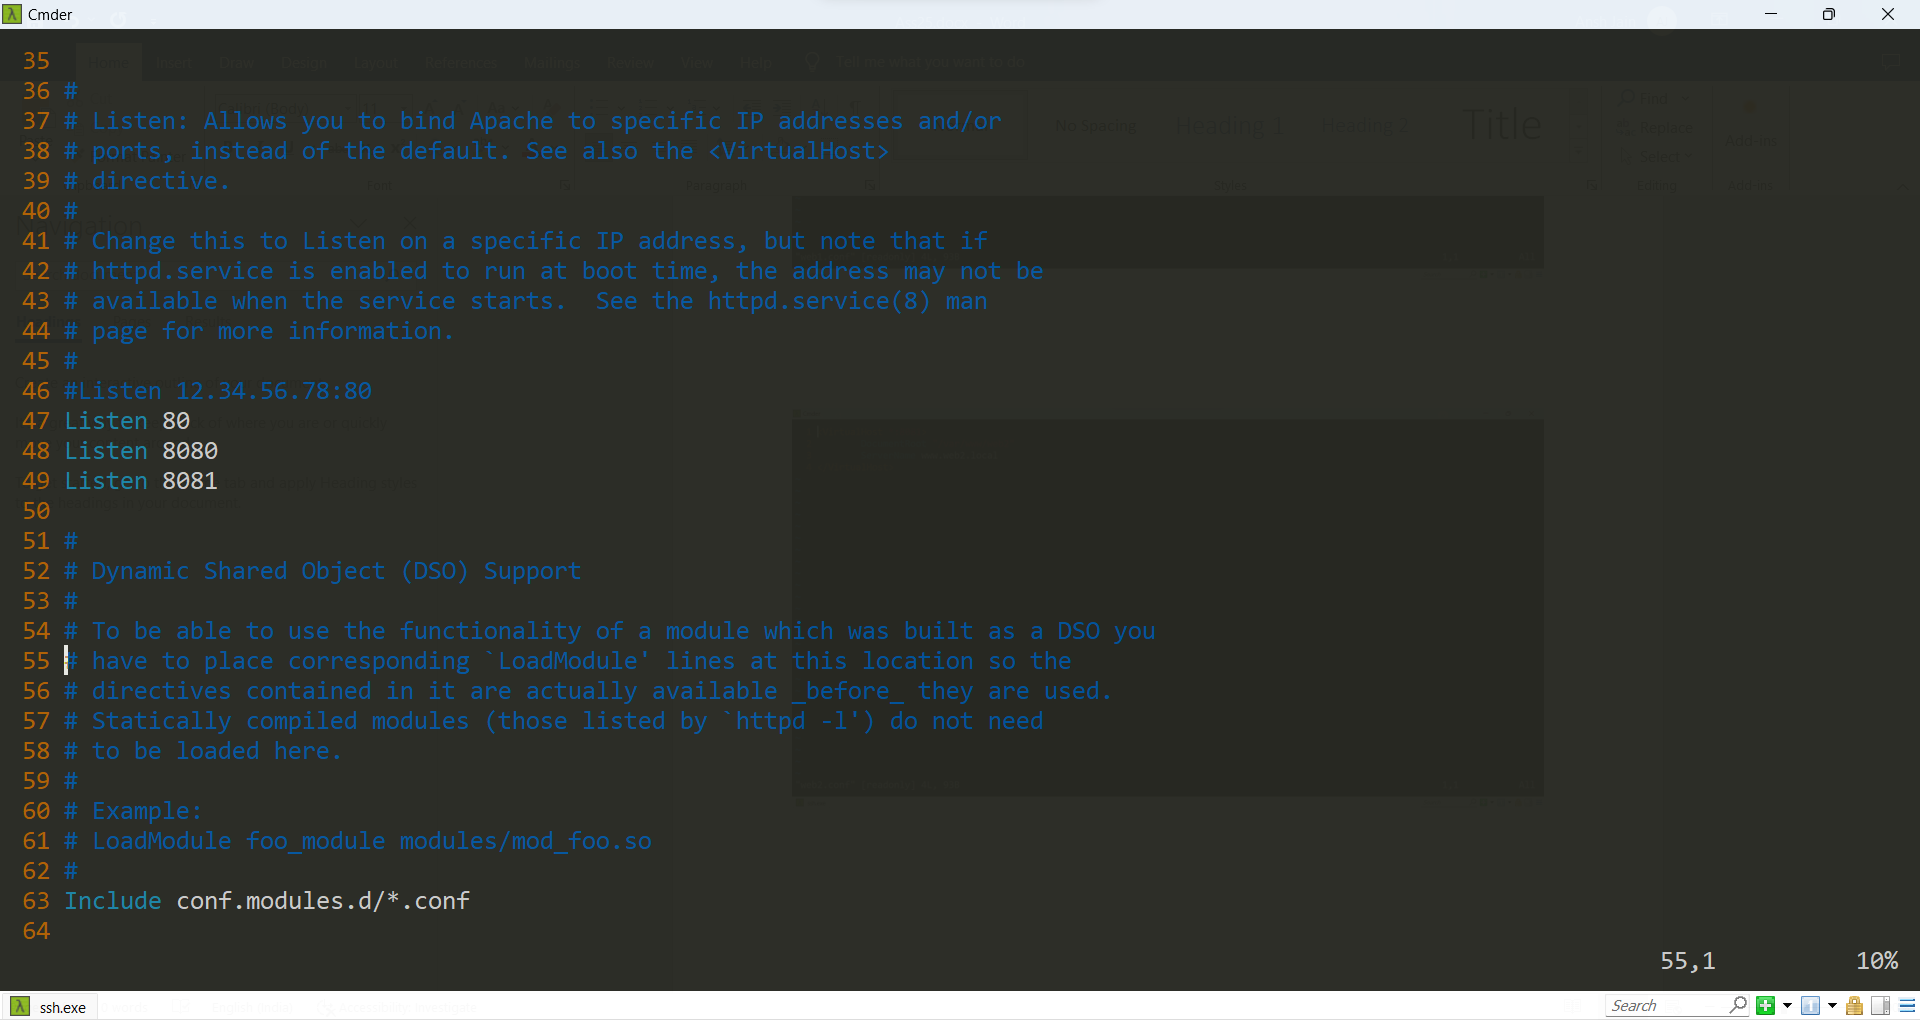 Cmder
35
36 #
37 # Listen: Allows you to bind Apache to specific IP addresses and/or
38 # ports, instead of the default. See also the <VirtualHost>
39 # directive.
40 #
41 # Change this to Listen on a specific IP address, but note that if
42 # httpd.service is enabled to run at boot time, the address may not be
43 # available when the service starts.  See the httpd.service(8) man
44 # page for more information.
45 #
46 #Listen 12.34.56.78:80
47 Listen 80
48 Listen 8080
49 Listen 8081
50
51 #
52 # Dynamic Shared Object (DSO) Support
53 #
54 # To be able to use the functionality of a module which was built as a DSO you
55 # have to place corresponding `LoadModule' lines at this location so the
56 # directives contained in it are actually available _before_ they are used.
57 # Statically compiled modules (those listed by `httpd -l') do not need
58 # to be loaded here.
59 #
60 # Example:
61 # LoadModule foo_module modules/mod_foo.so
62 #
63 Include conf.modules.d/*.conf
64
55,1 10%
ssh.exe Search